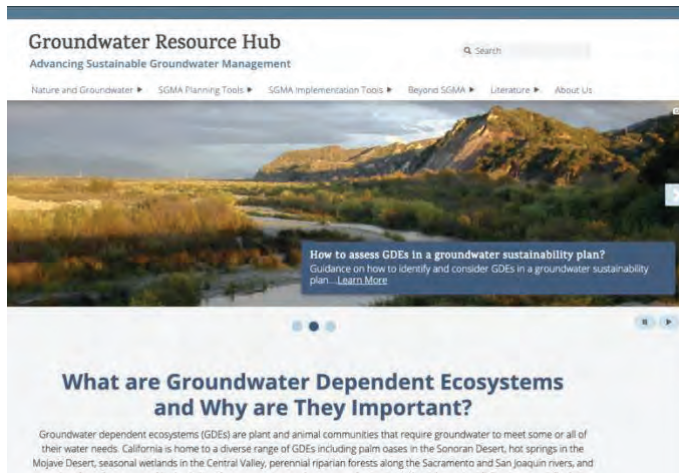 Groundwater Resource Hub
Advancing Sustainable Groundwater Management
Search
Nature and Groundwater ▶ SGMA Planning Tools ▶ SGMA Implementation Tools ▶ Beyond SGMA ▶ Literature ▶ About Us
How to assess GDEs in a groundwater sustainability plan?
Guidance on how to identify and consider GDEs in a groundwater sustainability
plan...Learn More
What are Groundwater Dependent Ecosystems
and Why are They Important?
Groundwater dependent ecosystems (GDEs) are plant and animal communities that require groundwater to meet some or all of
their water needs. California is home to a diverse range of GDEs including palm oases in the Sonoran Desert, hot springs in the
Mojave Desert, seasonal wetlands in the Central Valley, perennial riparian forests along the Sacramento and San Joaquin rivers, and